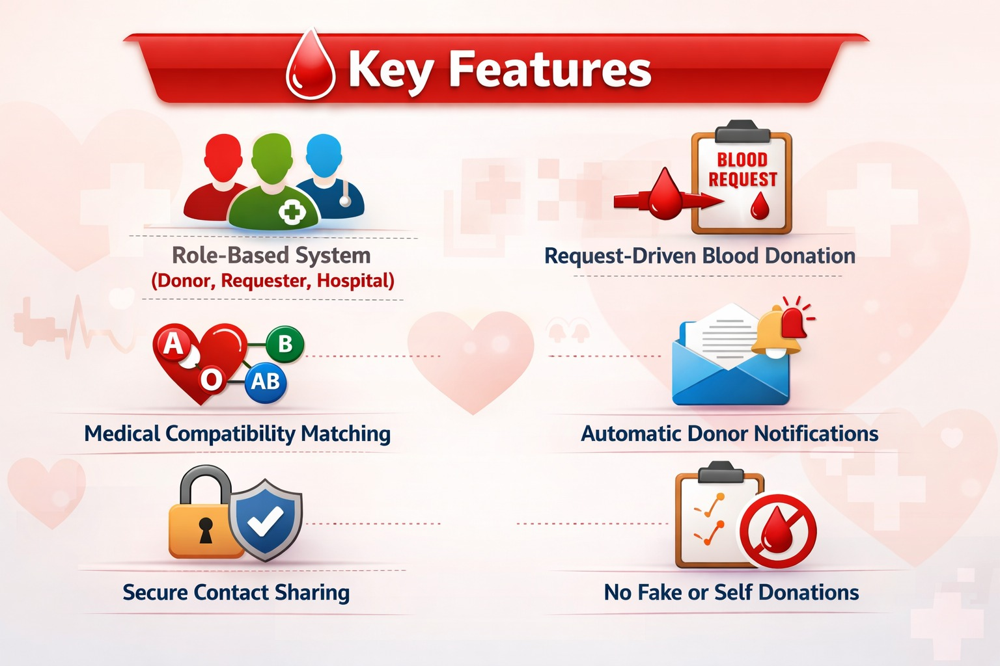 Key Features
BLOOD
REQUEST
Role-Based System
(Donor, Requester, Hospital)
Request-Driven Blood Donation
A
B
O
AB
Medical Compatibility Matching
Automatic Donor Notifications
Secure Contact Sharing
No Fake or Self Donations